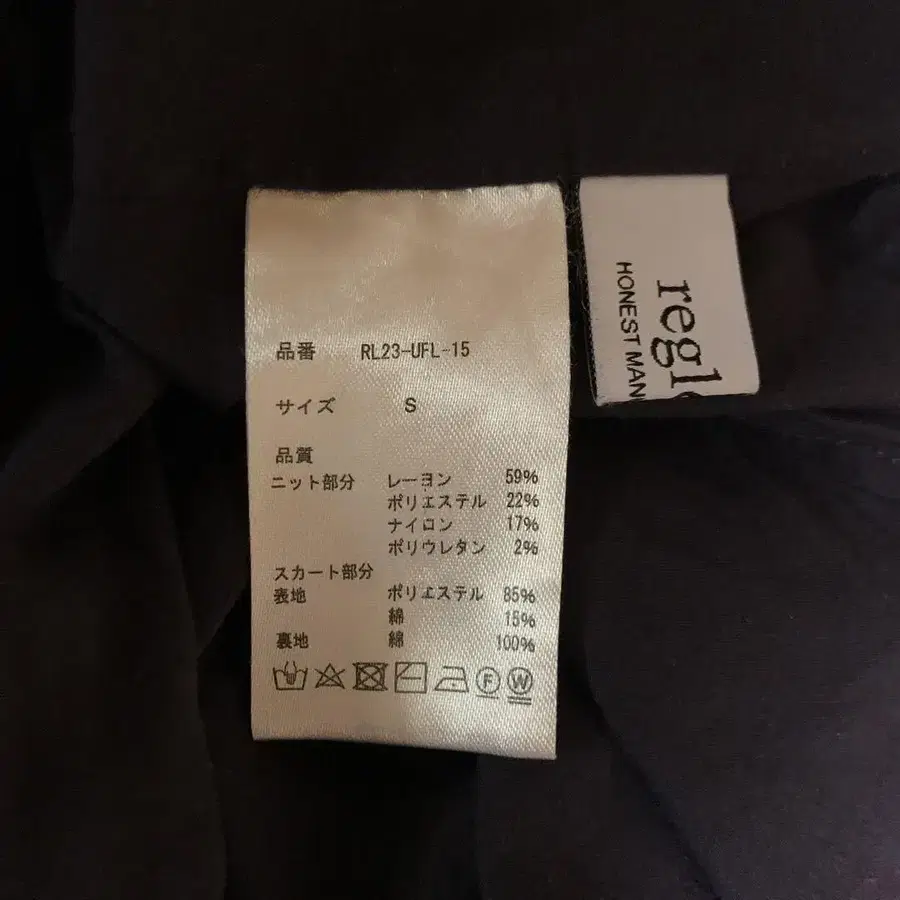 品番 RL23-UFL-15
サイズ S
品質
ニット部分 レーヨン 59%
ポリエステル 22%
ナイロン 17%
ポリウレタン 2%
スカート部分
表地 ポリエステル 85%
綿 15%
裏地 綿 100%
F W
regl
HONEST MAN